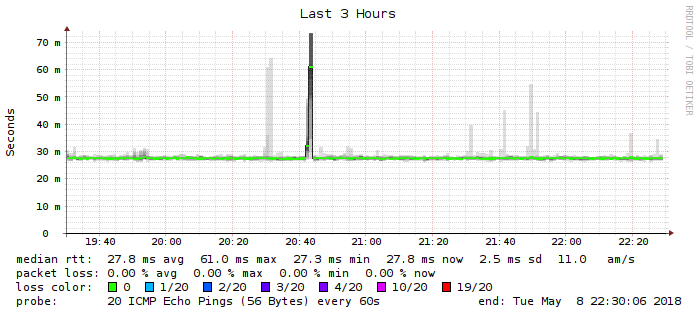 Last 3 Hours
RRDTOOL / TOBI OETIKER
Seconds
70 m
60 m
50 m
40 m
30 m
20 m
10 m
0
19:40 20:00 20:20 20:40 21:00 21:20 21:40 22:00 22:20
median rtt: 27.8 ms avg 61.0 ms max 27.3 ms min 27.8 ms now 2.5 ms sd 11.0 am/s
packet loss: 0.00 % avg 0.00 % max 0.00 % min 0.00 % now
loss color: 0 1/20 2/20 3/20 4/20 10/20 19/20
probe: 20 ICMP Echo Pings (56 Bytes) every 60s end: Tue May 8 22:30:06 2018